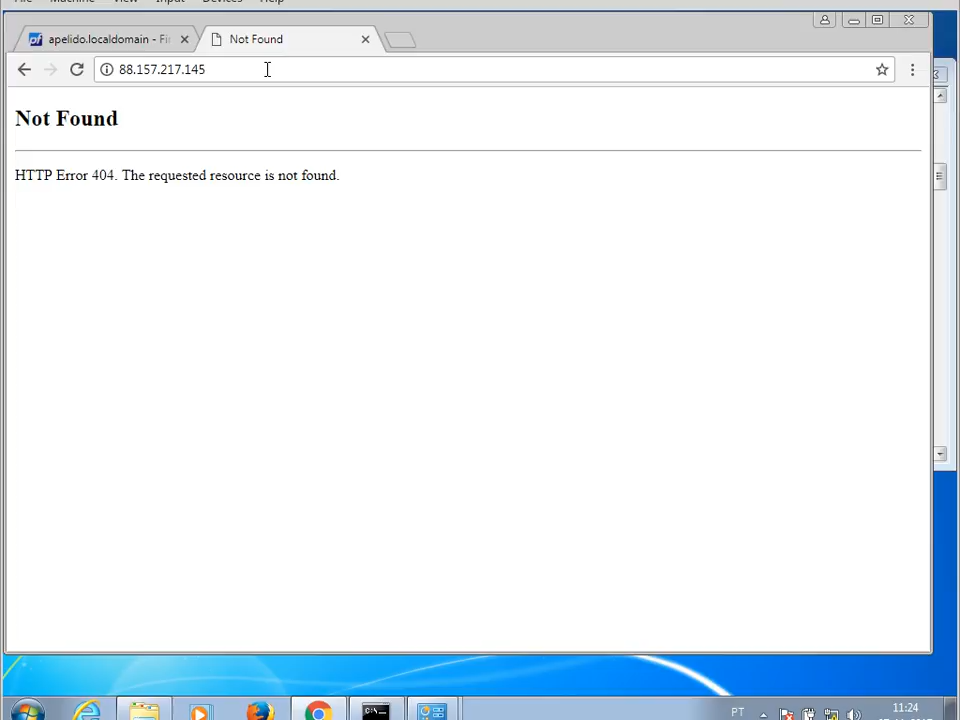 apelido.localdomain - Fi
Not Found
88.157.217.145
Not Found
HTTP Error 404. The requested resource is not found.
PT
11:24